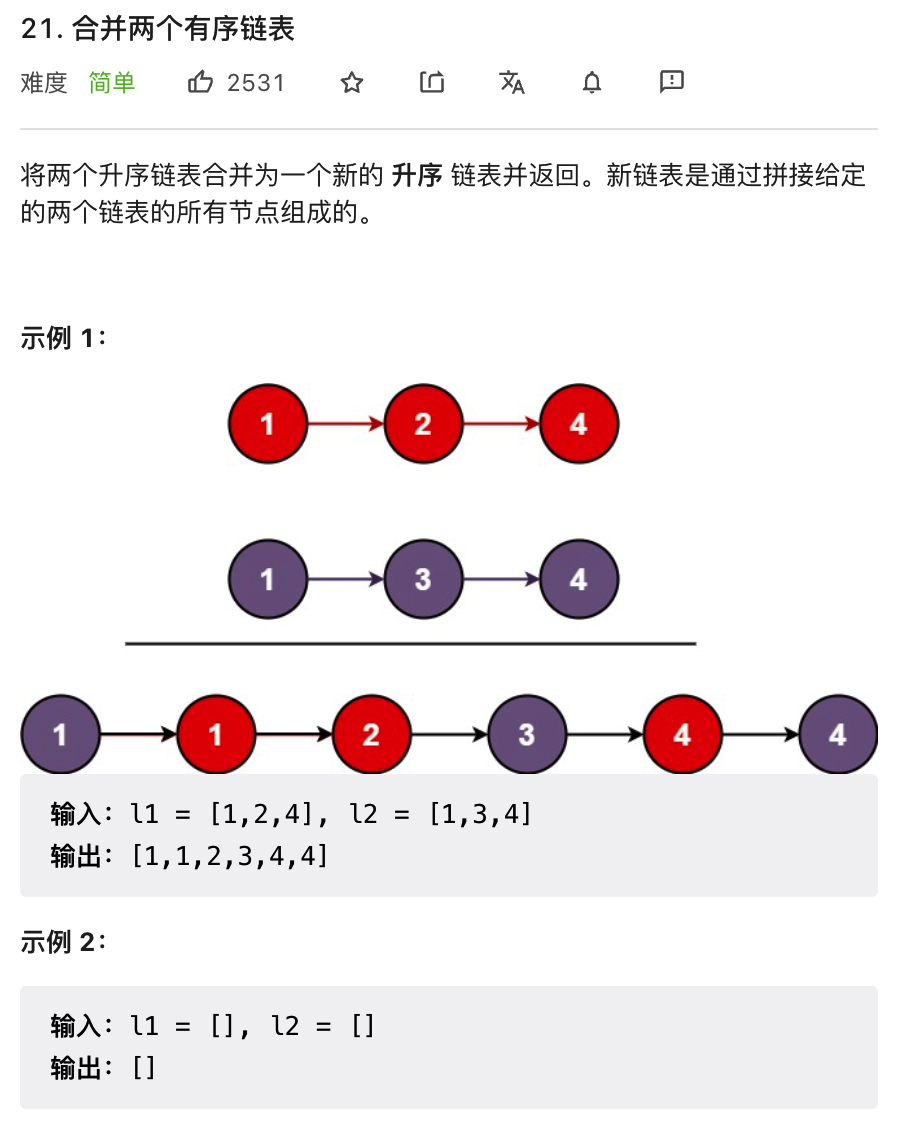 21. 合并两个有序链表
难度 简单 2531
将两个升序链表合并为一个新的 升序 链表并返回。新链表是通过拼接给定
的两个链表的所有节点组成的。
示例 1：
1 2 4
1 3 4
1 1 2 3 4 4
输入：l1 = [1,2,4], l2 = [1,3,4]
输出：[1,1,2,3,4,4]
示例 2：
输入：l1 = [], l2 = []
输出：[]